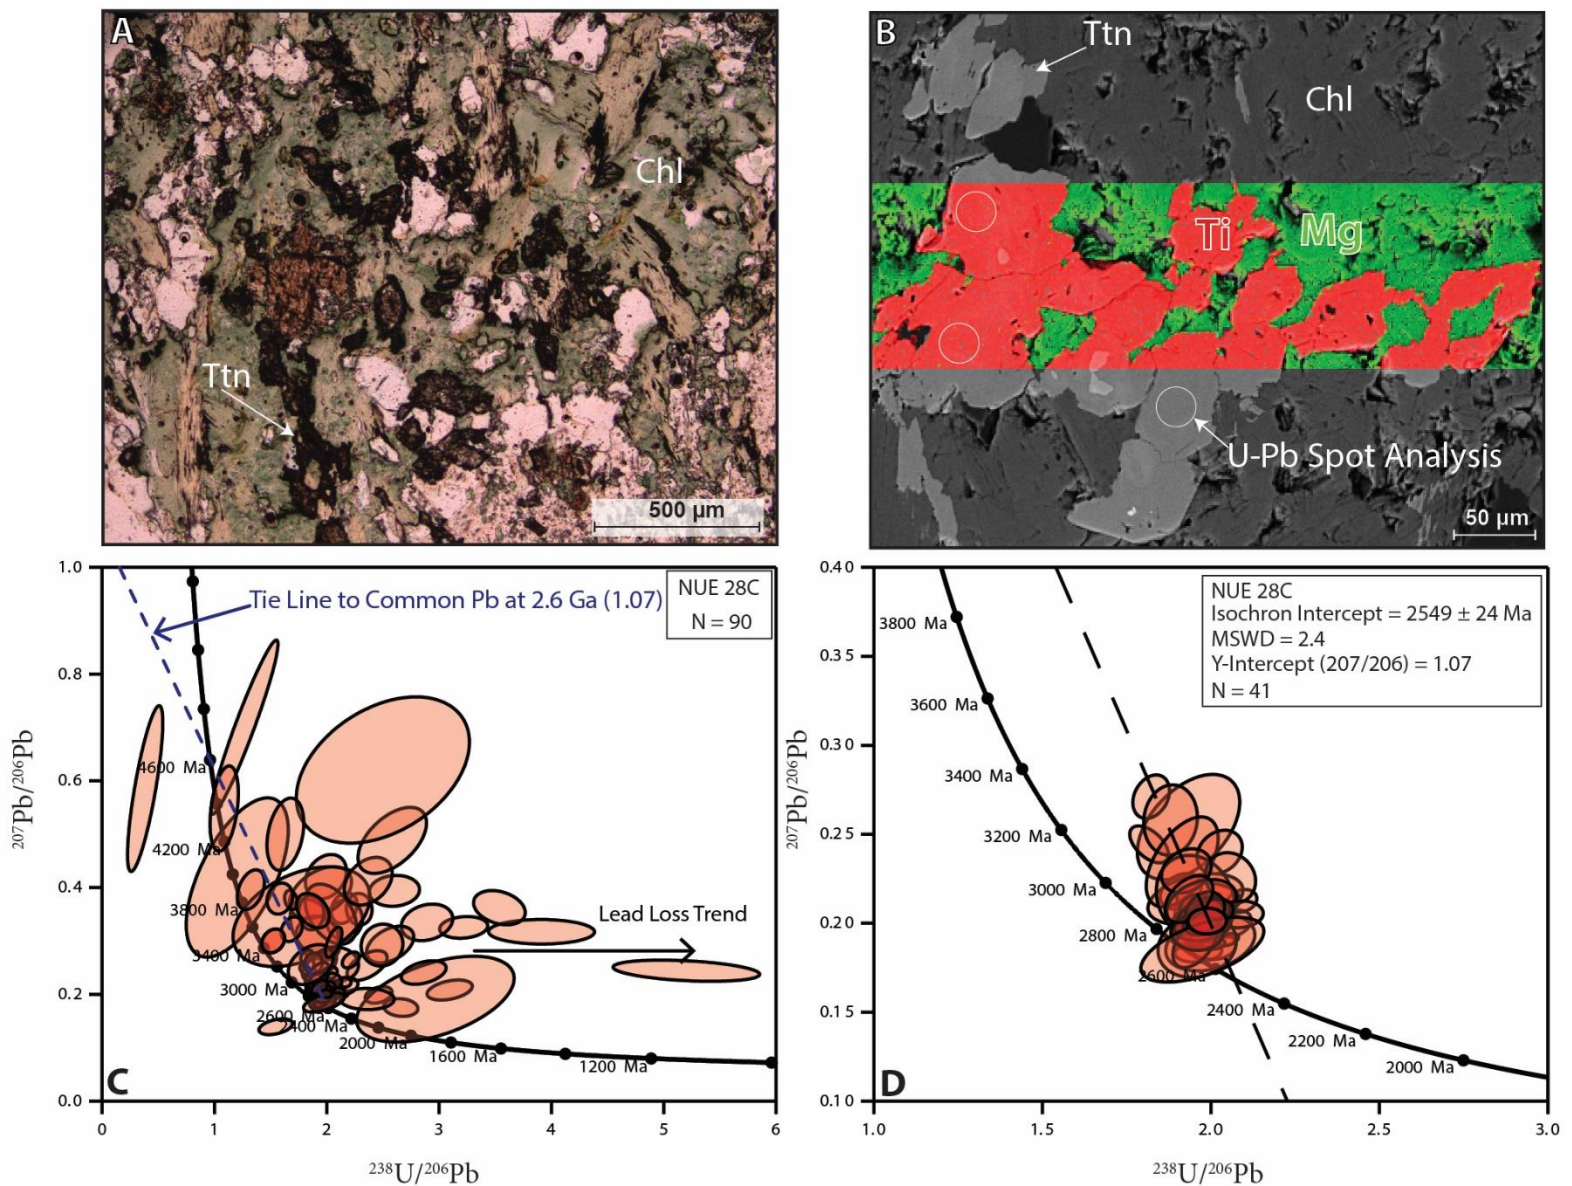 A
Chl
Ttn
500 µm
B
Ttn
Chl
Ti
Mg
U-Pb Spot Analysis
50 µm
1.0
0.8
0.6
0.4
0.2
0.0
²⁰⁷Pb/²⁰⁶Pb
Tie Line to Common Pb at 2.6 Ga (1.07)
NUE 28C
N = 90
4600 Ma
4200 Ma
3800 Ma
3400 Ma
3000 Ma
2600 Ma
2000 Ma
1600 Ma
1200 Ma
Lead Loss Trend
C
0 1 2 3 4 5 6
²³⁸U/²⁰⁶Pb
0.40
0.35
0.30
0.25
0.20
0.15
0.10
²⁰⁷Pb/²⁰⁶Pb
NUE 28C
Isochron Intercept = 2549 ± 24 Ma
MSWD = 2.4
Y-Intercept (207/206) = 1.07
N = 41
3800 Ma
3600 Ma
3400 Ma
3200 Ma
3000 Ma
2800 Ma
2600 Ma
2400 Ma
2200 Ma
2000 Ma
D
1.0 1.5 2.0 2.5 3.0
²³⁸U/²⁰⁶Pb